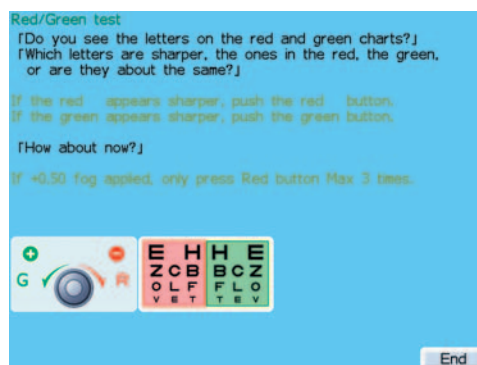 Red/Green test
「Do you see the letters on the red and green charts?」
「Which letters are sharper, the ones in the red, the green,
or are they about the same?」
If the red appears sharper, push the red button.
If the green appears sharper, push the green button.
「How about now?」
If +0.50 fog applied, only press Red button Max 3 times.
G R
E H H E
Z C B B C Z
O L F F L O
V E T T E V
End